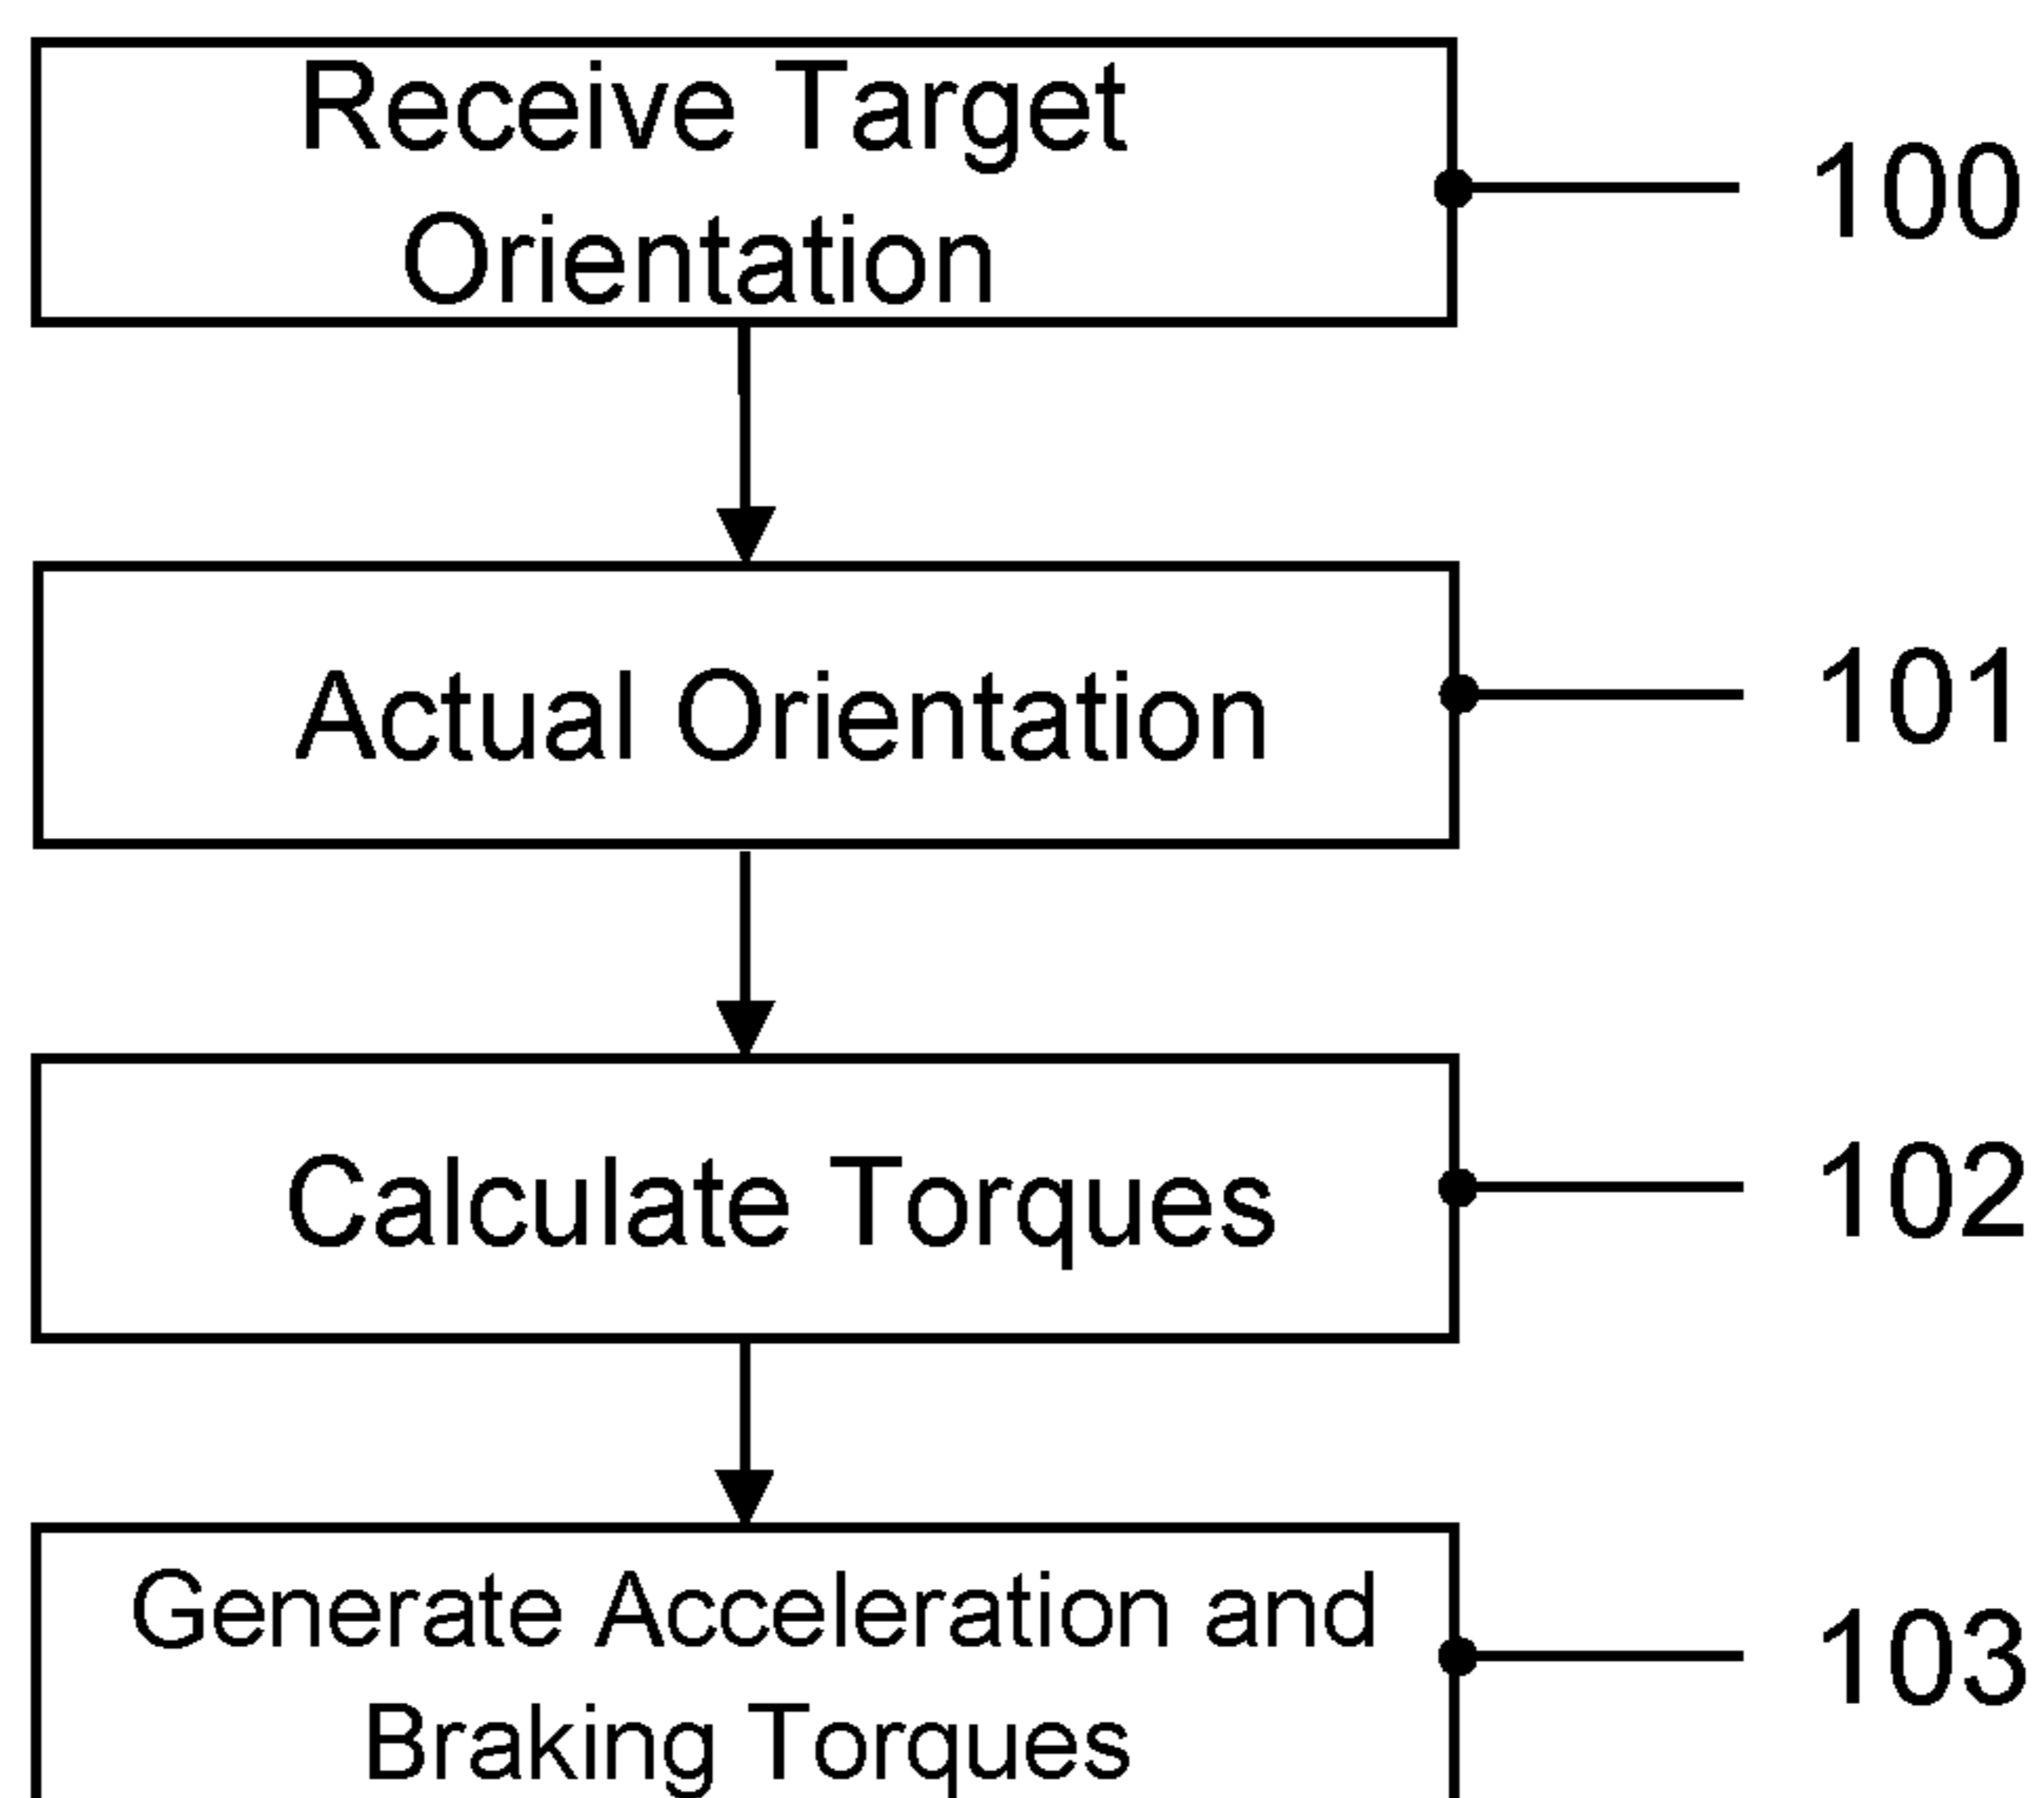 Receive Target
Orientation
100
Actual Orientation
101
Calculate Torques
102
Generate Acceleration and
Braking Torques
103